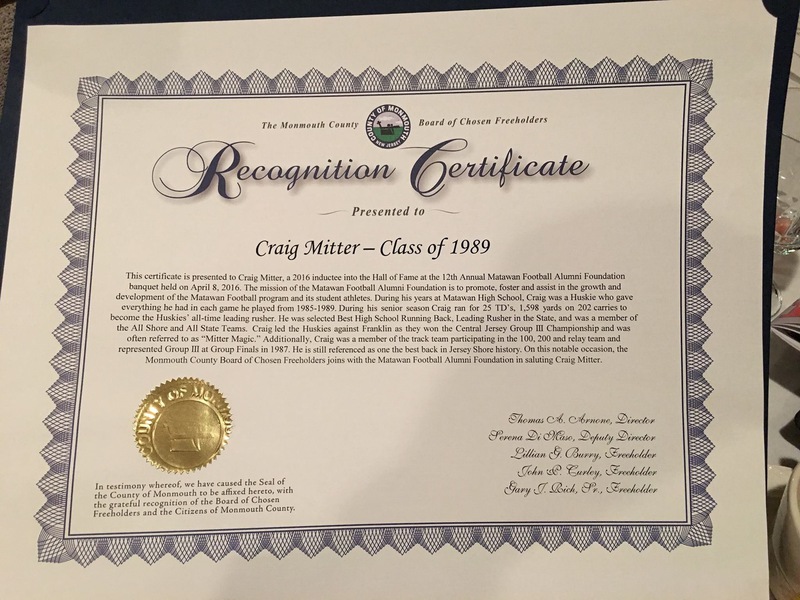 The Monmouth County Board of Chosen Freeholders
COUNTY OF MONMOUTH
NEW JERSEY
Recognition Certificate
Presented to
Craig Mitter – Class of 1989
This certificate is presented to Craig Mitter, a 2016 inductee into the Hall of Fame at the 12th Annual Matawan Football Alumni Foundation
banquet held on April 8, 2016. The mission of the Matawan Football Alumni Foundation is to promote, foster and assist in the growth and
development of the Matawan Football program and its student athletes. During his years at Matawan High School, Craig was a Huskie who gave
everything he had in each game he played from 1985-1989. During his senior season Craig ran for 25 TD's, 1,598 yards on 202 carries to
become the Huskies' all-time leading rusher. He was selected Best High School Running Back, Leading Rusher in the State, and was a member of
the All Shore and All State Teams. Craig led the Huskies against Franklin as they won the Central Jersey Group III Championship and was
often referred to as "Mitter Magic." Additionally, Craig was a member of the track team participating in the 100, 200 and relay team and
represented Group III at Group Finals in 1987. He is still referenced as one the best back in Jersey Shore history. On this notable occasion, the
Monmouth County Board of Chosen Freeholders joins with the Matawan Football Alumni Foundation in saluting Craig Mitter.
COUNTY OF MONMOU
Thomas A. Arnone, Director
Serena Di Maso, Deputy Director
Lillian G. Burry, Freeholder
John P. Curley, Freeholder
Gary J. Rich, Sr., Freeholder
In testimony whereof, we have caused the Seal of
the County of Monmouth to be affixed hereto, with
the grateful recognition of the Board of Chosen
Freeholders and the Citizens of Monmouth County.